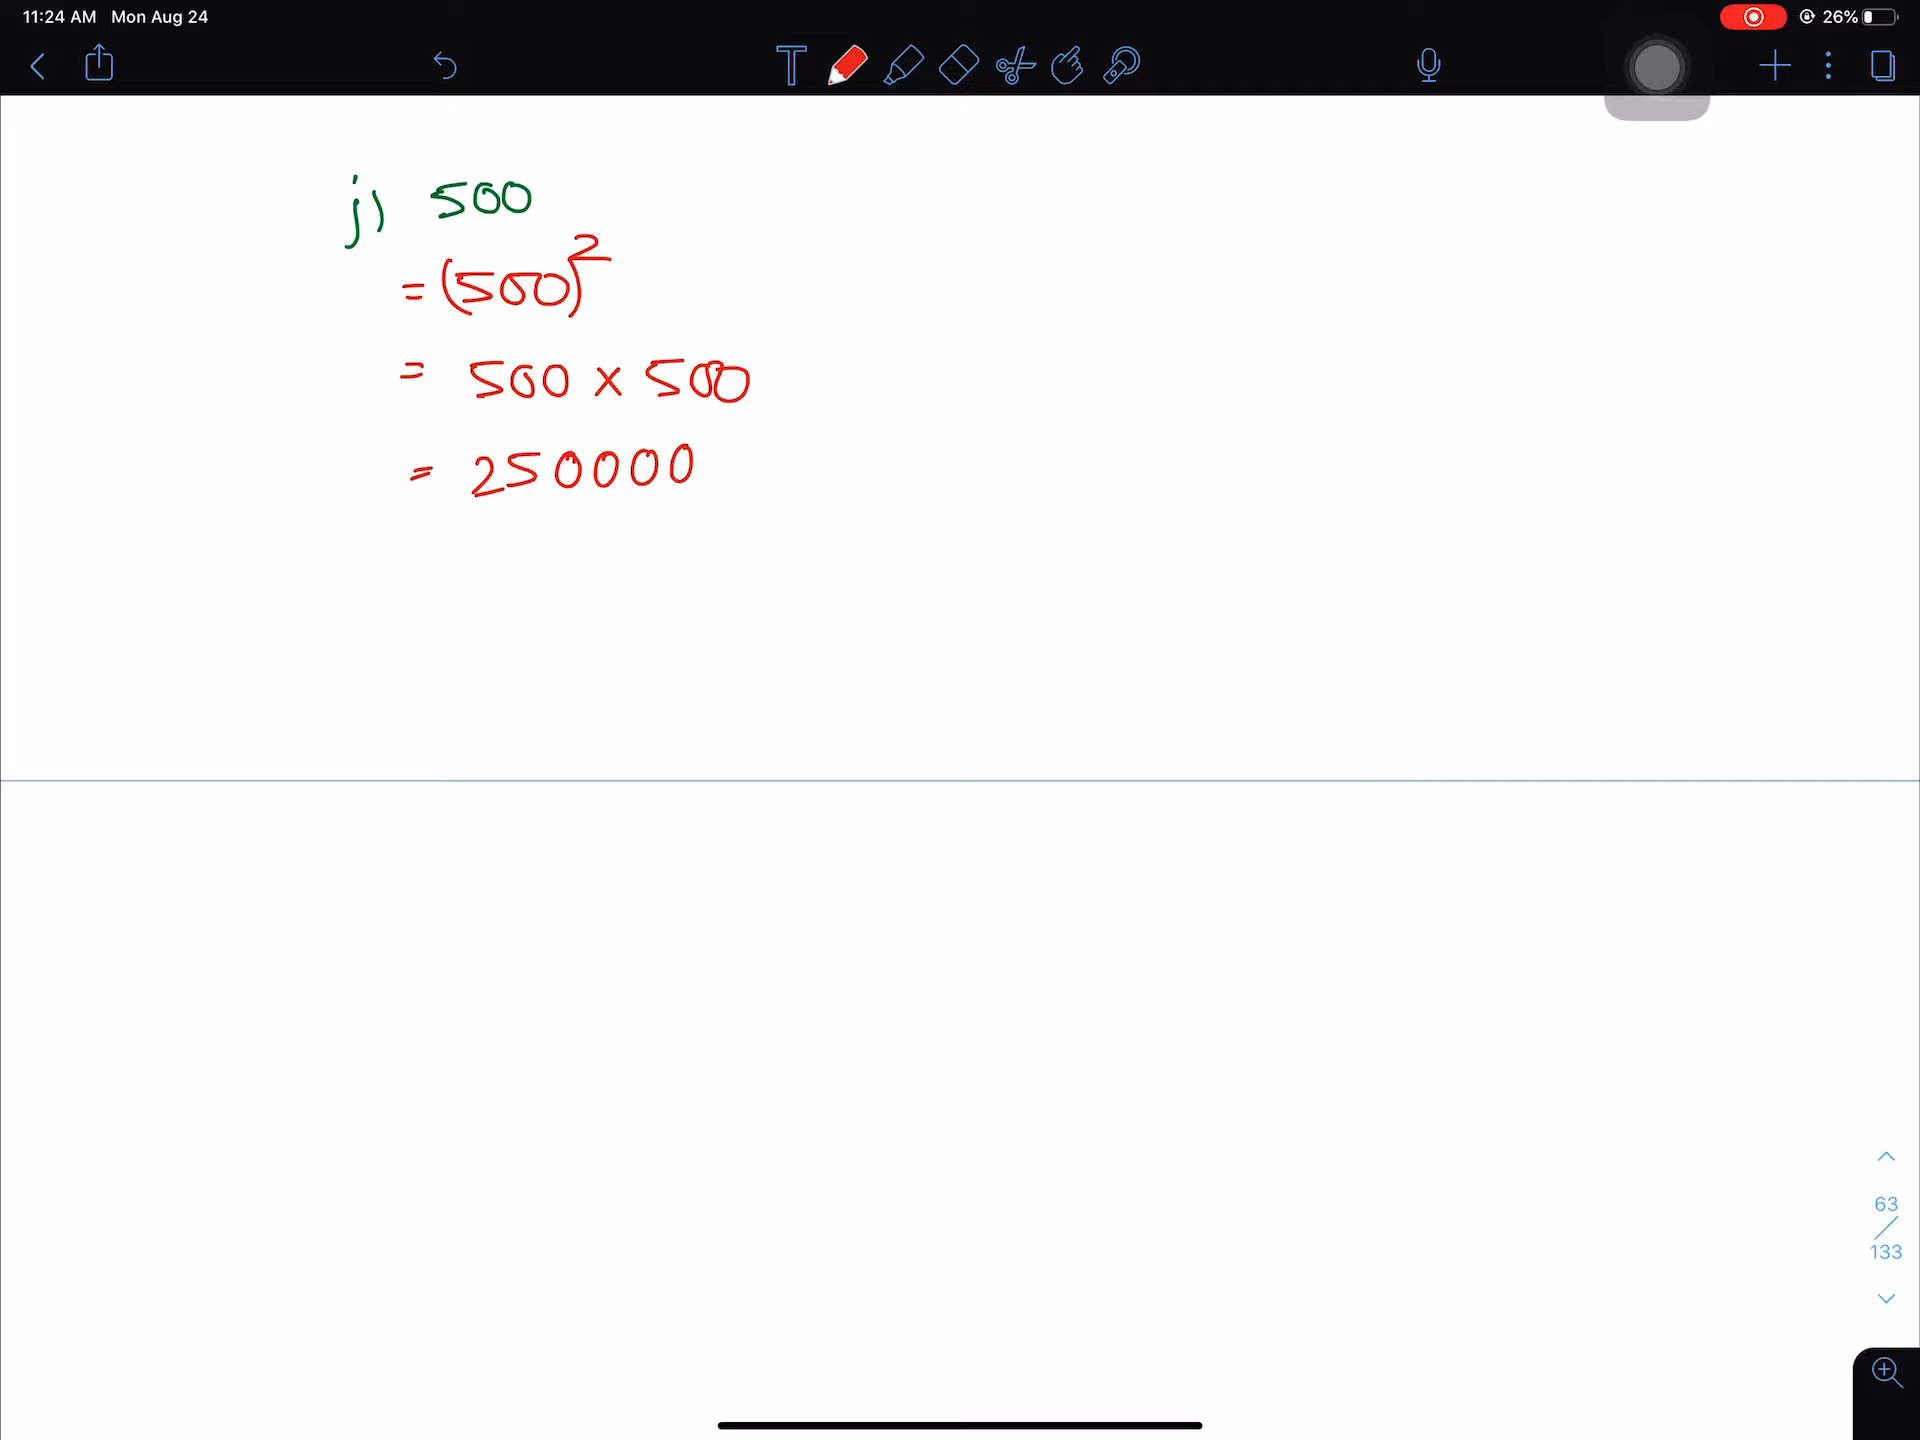 11:24 AM Mon Aug 24
26%
j) 500
= (500)²
= 500 × 500
= 250000
63
/
133